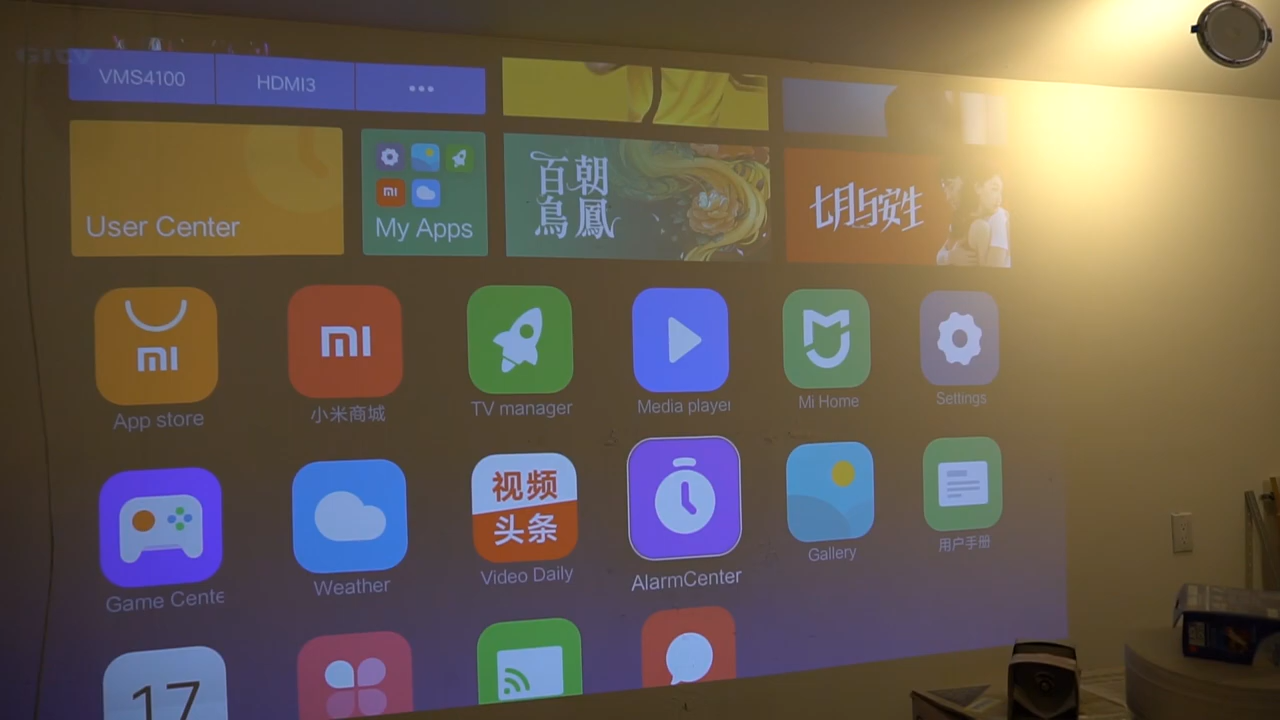 GITV
VMS4100
HDMI3
User Center
mi
My Apps
百鳥
朝鳳
七月与安生
mi
mi
App store
小米商城
TV manager
Media player
Mi Home
Settings
视频
头条
Game Cente
Weather
Video Daily
AlarmCenter
Gallery
用户手册
17